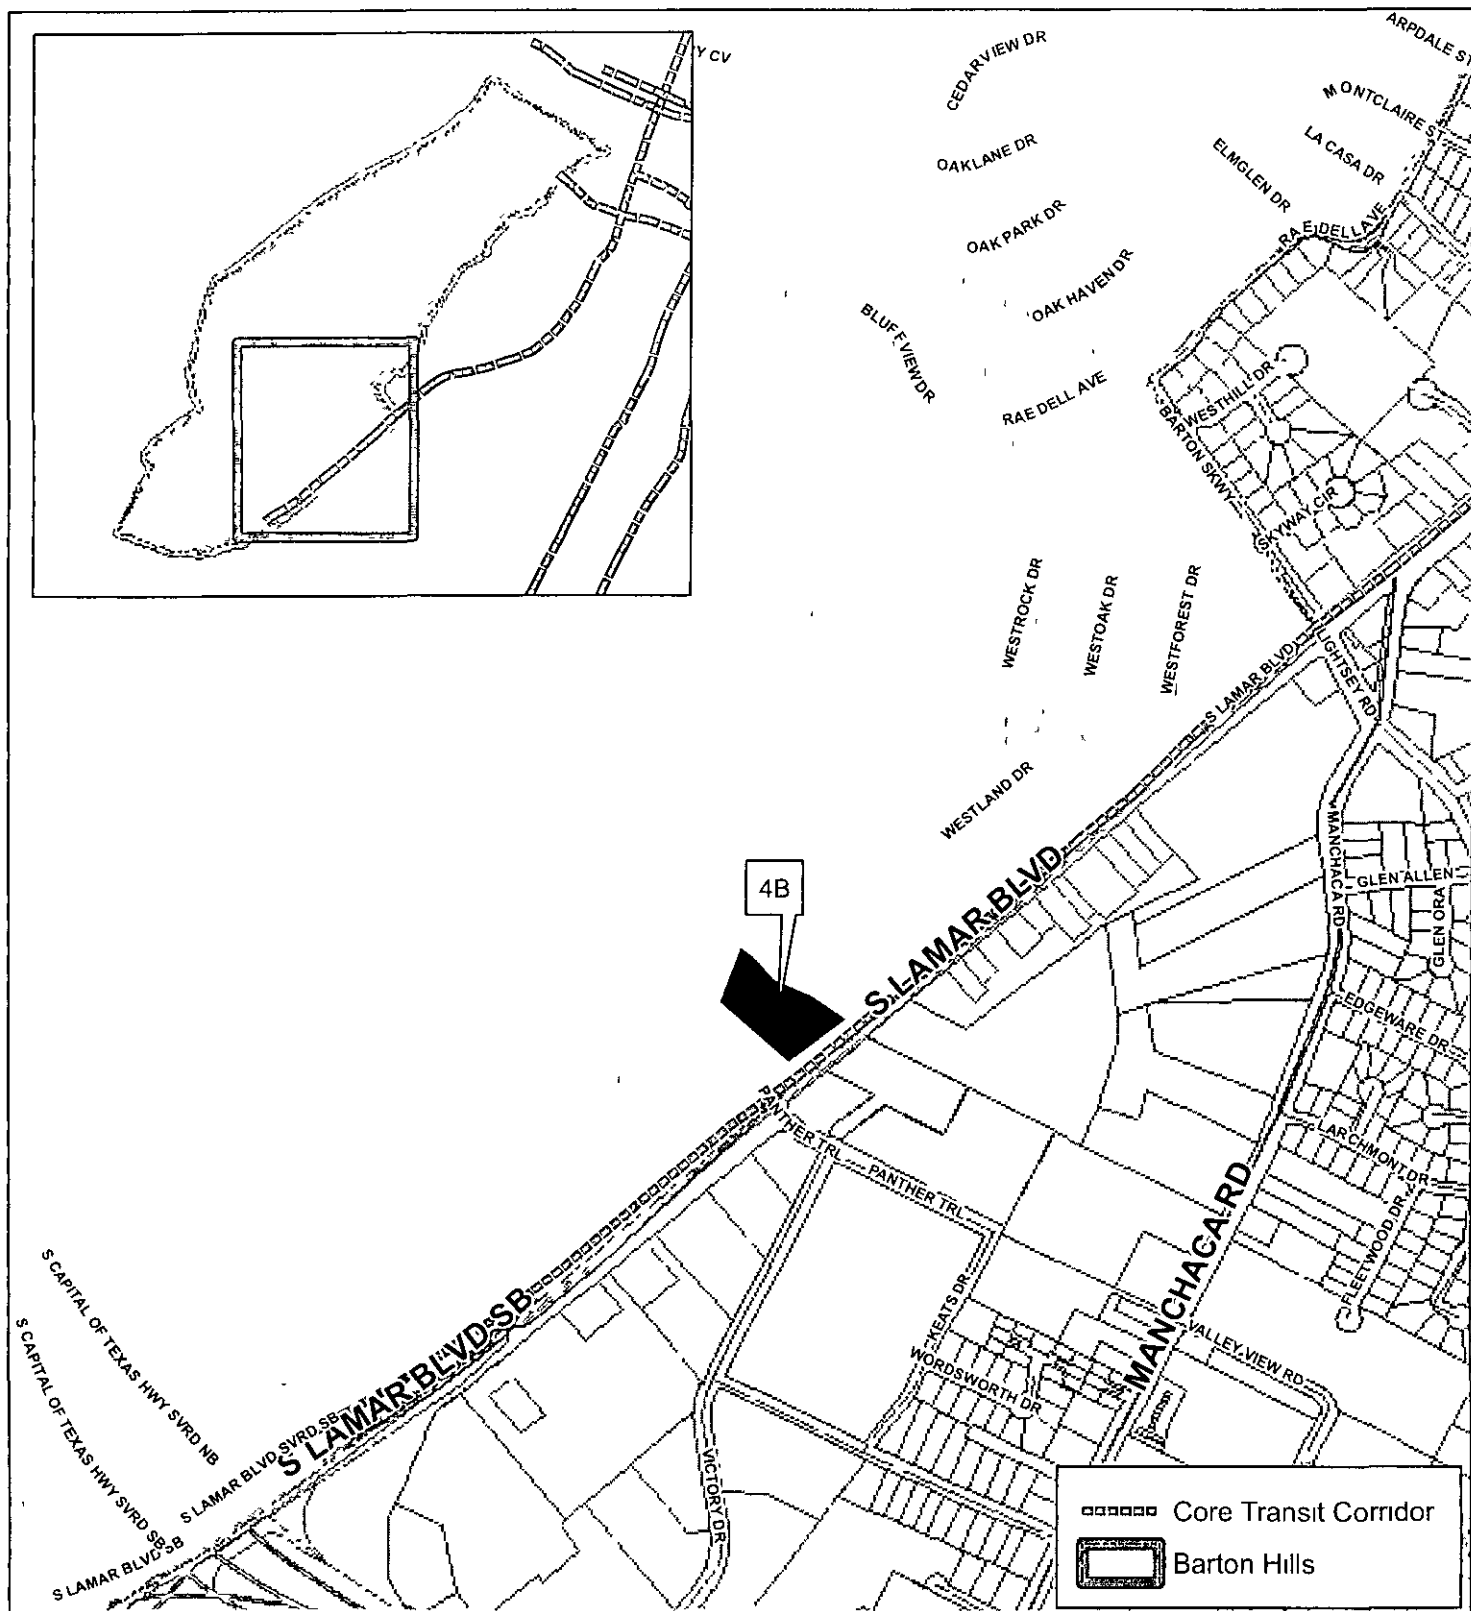 Y CV
ARPDALE ST
CEDARVIEW DR
MONTCLAIRE ST
LA CASA DR
OAKLANE DR
ELMGLEN DR
OAK PARK DR
RAE DELL AVE
OAK HAVEN DR
BLUFF VIEW DR
RAE DELL AVE
WESTHILL DR
BARTON SKWY
SKYWAY CIR
WESTROCK DR
WESTOAK DR
WESTFOREST DR
LIGHTSEY RD
S LAMAR BLVD
WESTLAND DR
MANCHACA RD
GLEN ALLEN
GLEN ORA
4B
S LAMAR BLVD
EDGEWARE DR
PANTHER TRL
PANTHER TRL
LARCHMONT DR
FLEETWOOD DR
MANCHACA RD
KEATS DR
VALLEY VIEW RD
WORDSWORTH DR
S CAPITAL OF TEXAS HWY SVRD NB
S CAPITAL OF TEXAS HWY SVRD SB
S LAMAR BLVD SB
S LAMAR BLVD SVRD SB
S LAMAR BLVD SB
VICTORY DR
Core Transit Corridor
Barton Hills